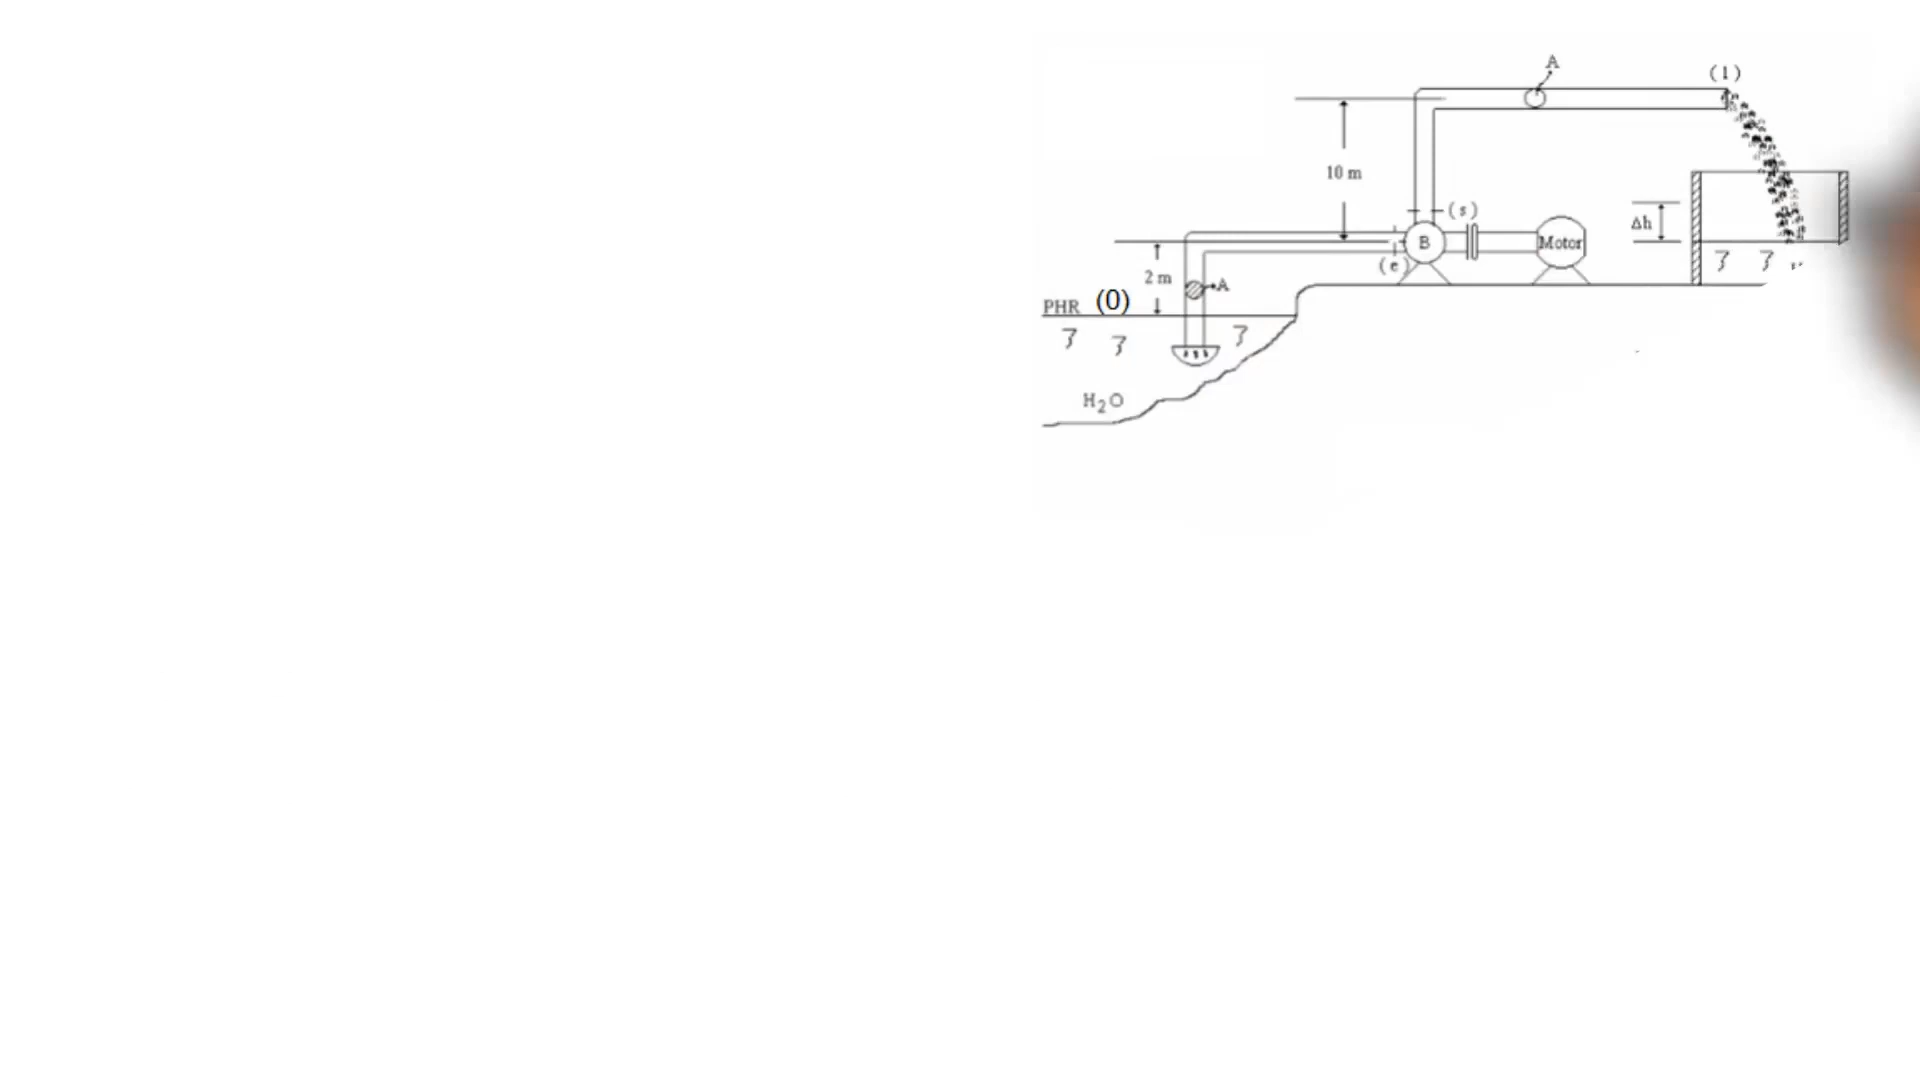 A
(1)
10 m
(s)
Δh
B
Motor
(e)
2 m
A
PHR (0)
H₂O